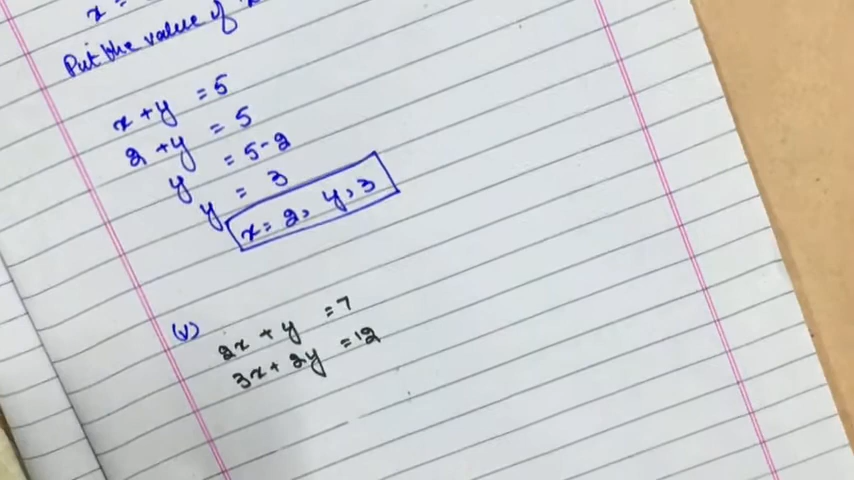 x =
Put the value of
x + y = 5
2 + y = 5
y = 5 - 2
y = 3
x = 2, y, 3
(v)
2x + y = 7
3x + 2y = 12